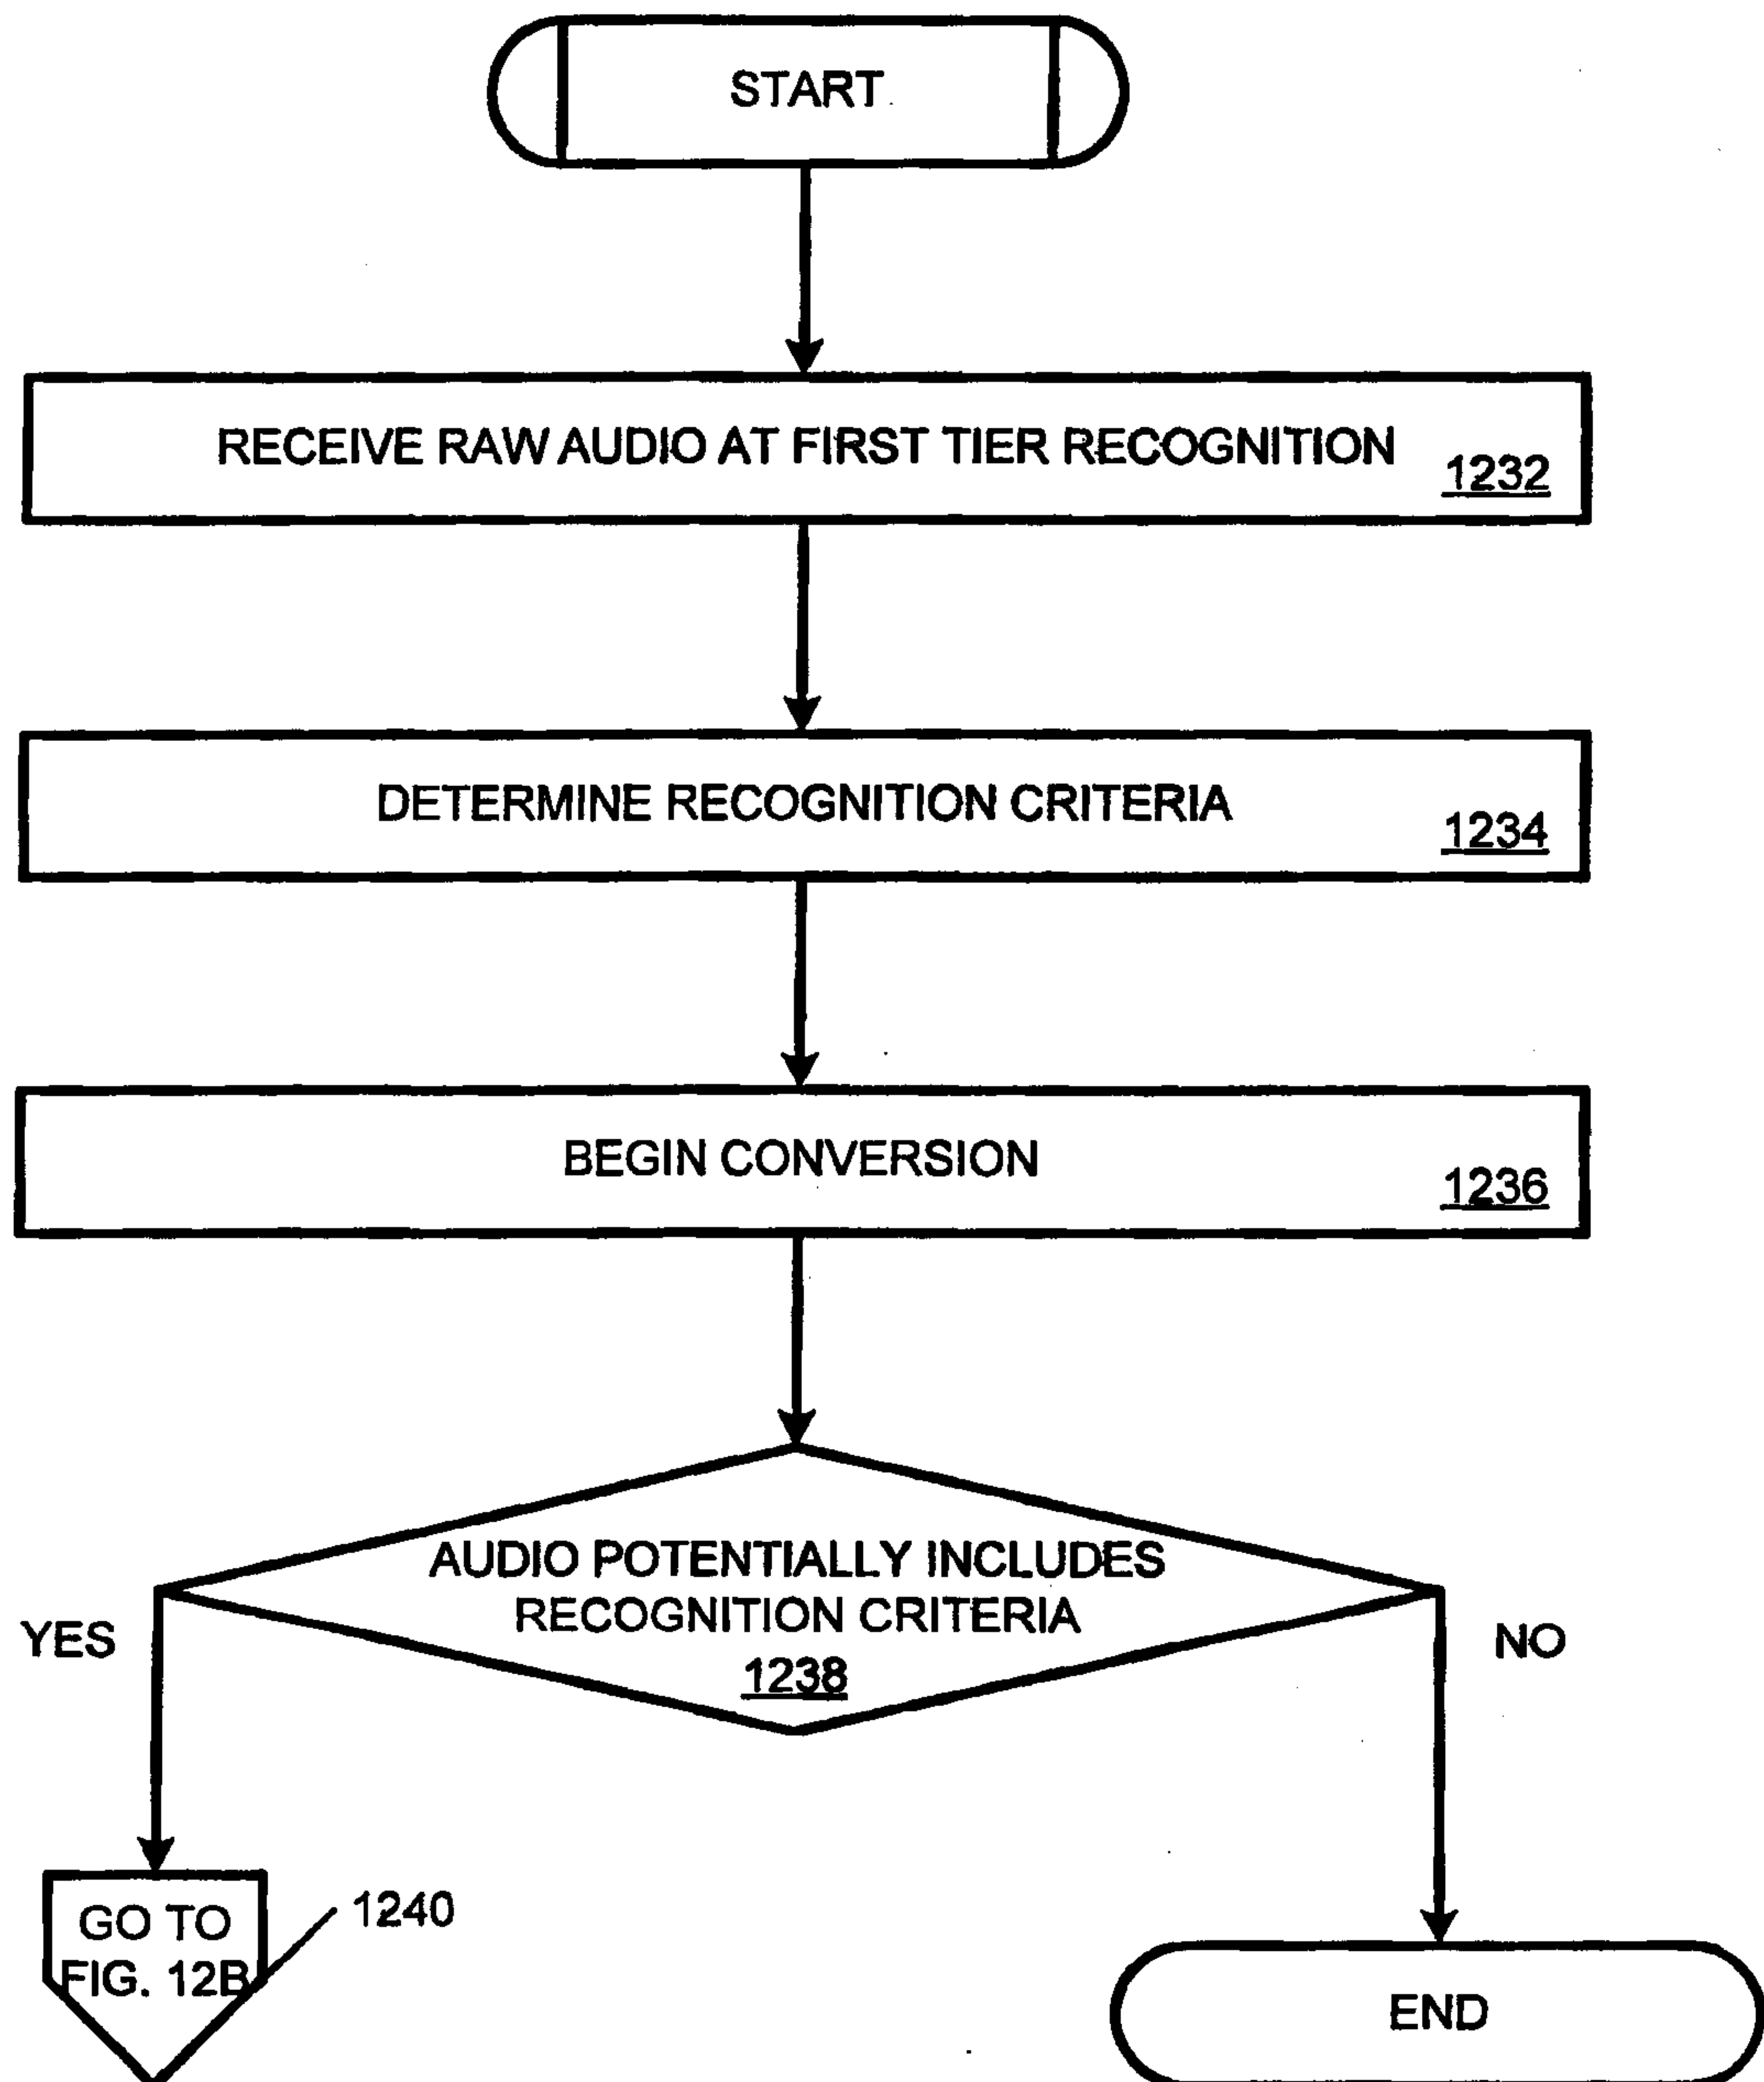 START
RECEIVE RAW AUDIO AT FIRST TIER RECOGNITION
1232
DETERMINE RECOGNITION CRITERIA
1234
BEGIN CONVERSION
1236
AUDIO POTENTIALLY INCLUDES
RECOGNITION CRITERIA
1238
YES
NO
GO TO
FIG. 12B
1240
END